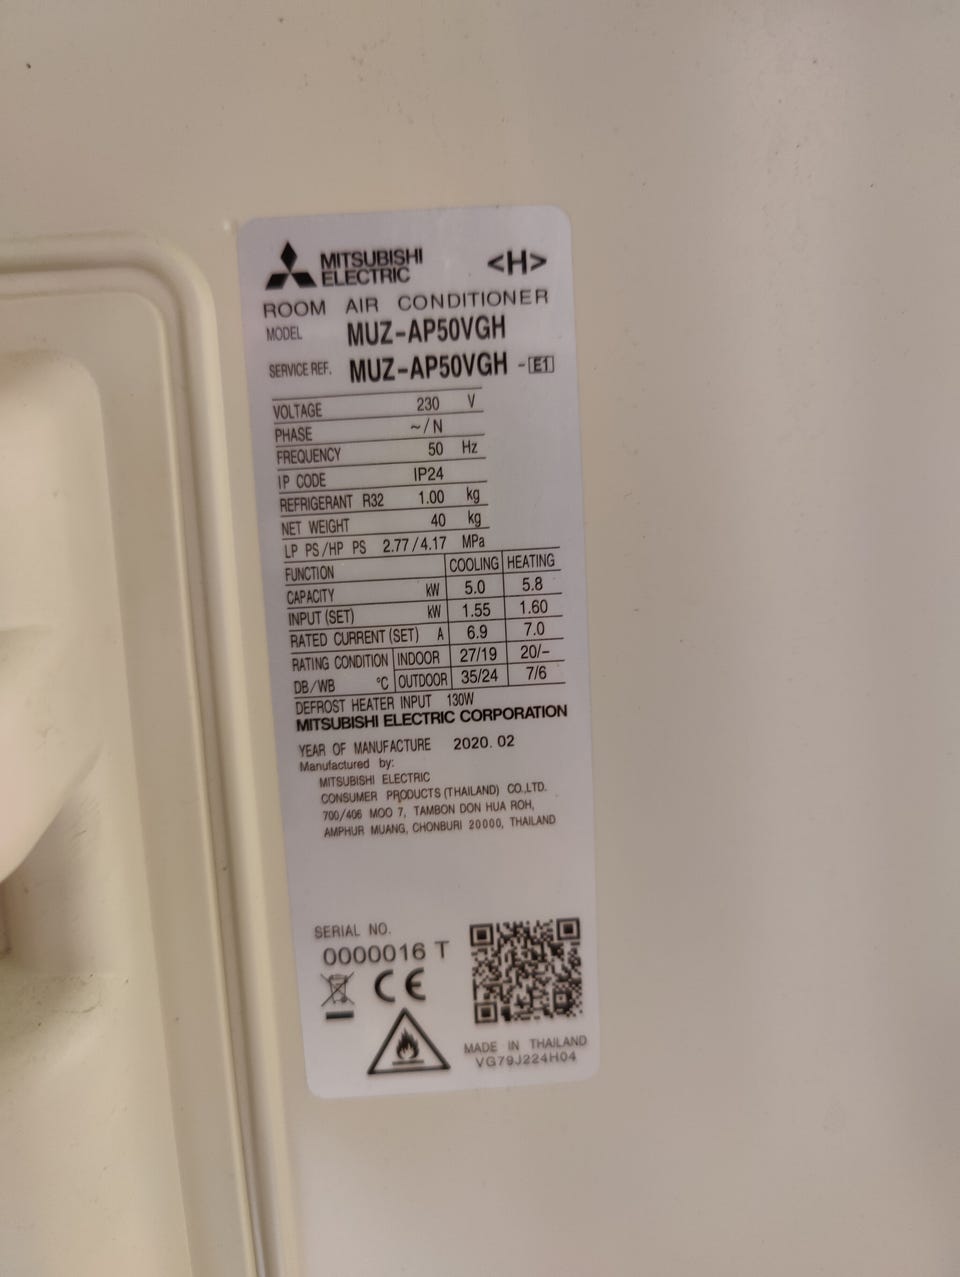 MITSUBISHI
ELECTRIC
<H>
ROOM AIR CONDITIONER
MODEL MUZ-AP50VGH
SERVICE REF. MUZ-AP50VGH -E1
VOLTAGE 230 V
PHASE ~/N
FREQUENCY 50 Hz
IP CODE IP24
REFRIGERANT R32 1.00 kg
NET WEIGHT 40 kg
LP PS/HP PS 2.77/4.17 MPa
FUNCTION COOLING HEATING
CAPACITY kW 5.0 5.8
INPUT (SET) kW 1.55 1.60
RATED CURRENT (SET) A 6.9 7.0
RATING CONDITION INDOOR 27/19 20/-
DB/WB °C OUTDOOR 35/24 7/6
DEFROST HEATER INPUT 130W
MITSUBISHI ELECTRIC CORPORATION
YEAR OF MANUFACTURE 2020. 02
Manufactured by:
MITSUBISHI ELECTRIC
CONSUMER PRODUCTS (THAILAND) CO.,LTD.
700/406 MOO 7, TAMBON DON HUA ROH,
AMPHUR MUANG, CHONBURI 20000, THAILAND
SERIAL NO.
0000016 T
CE
MADE IN THAILAND
VG79J224H04